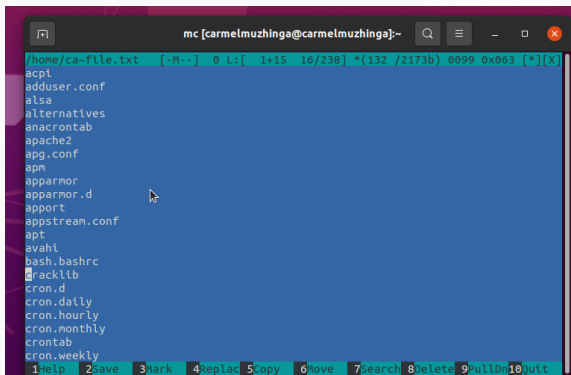 mc [carmelmuzhinga@carmelmuzhinga]:~
/home/ca~file.txt [-M--] 0 L:[ 1+15 16/238] *(132 /2173b) 0099 0x063 [*][X]
acpi
adduser.conf
alsa
alternatives
anacrontab
apache2
apg.conf
apm
apparmor
apparmor.d
apport
appstream.conf
apt
avahi
bash.bashrc
cracklib
cron.d
cron.daily
cron.hourly
cron.monthly
crontab
cron.weekly
1Help 2Save 3Mark 4Replac 5Copy 6Move 7Search 8Delete 9PullDn 10Quit